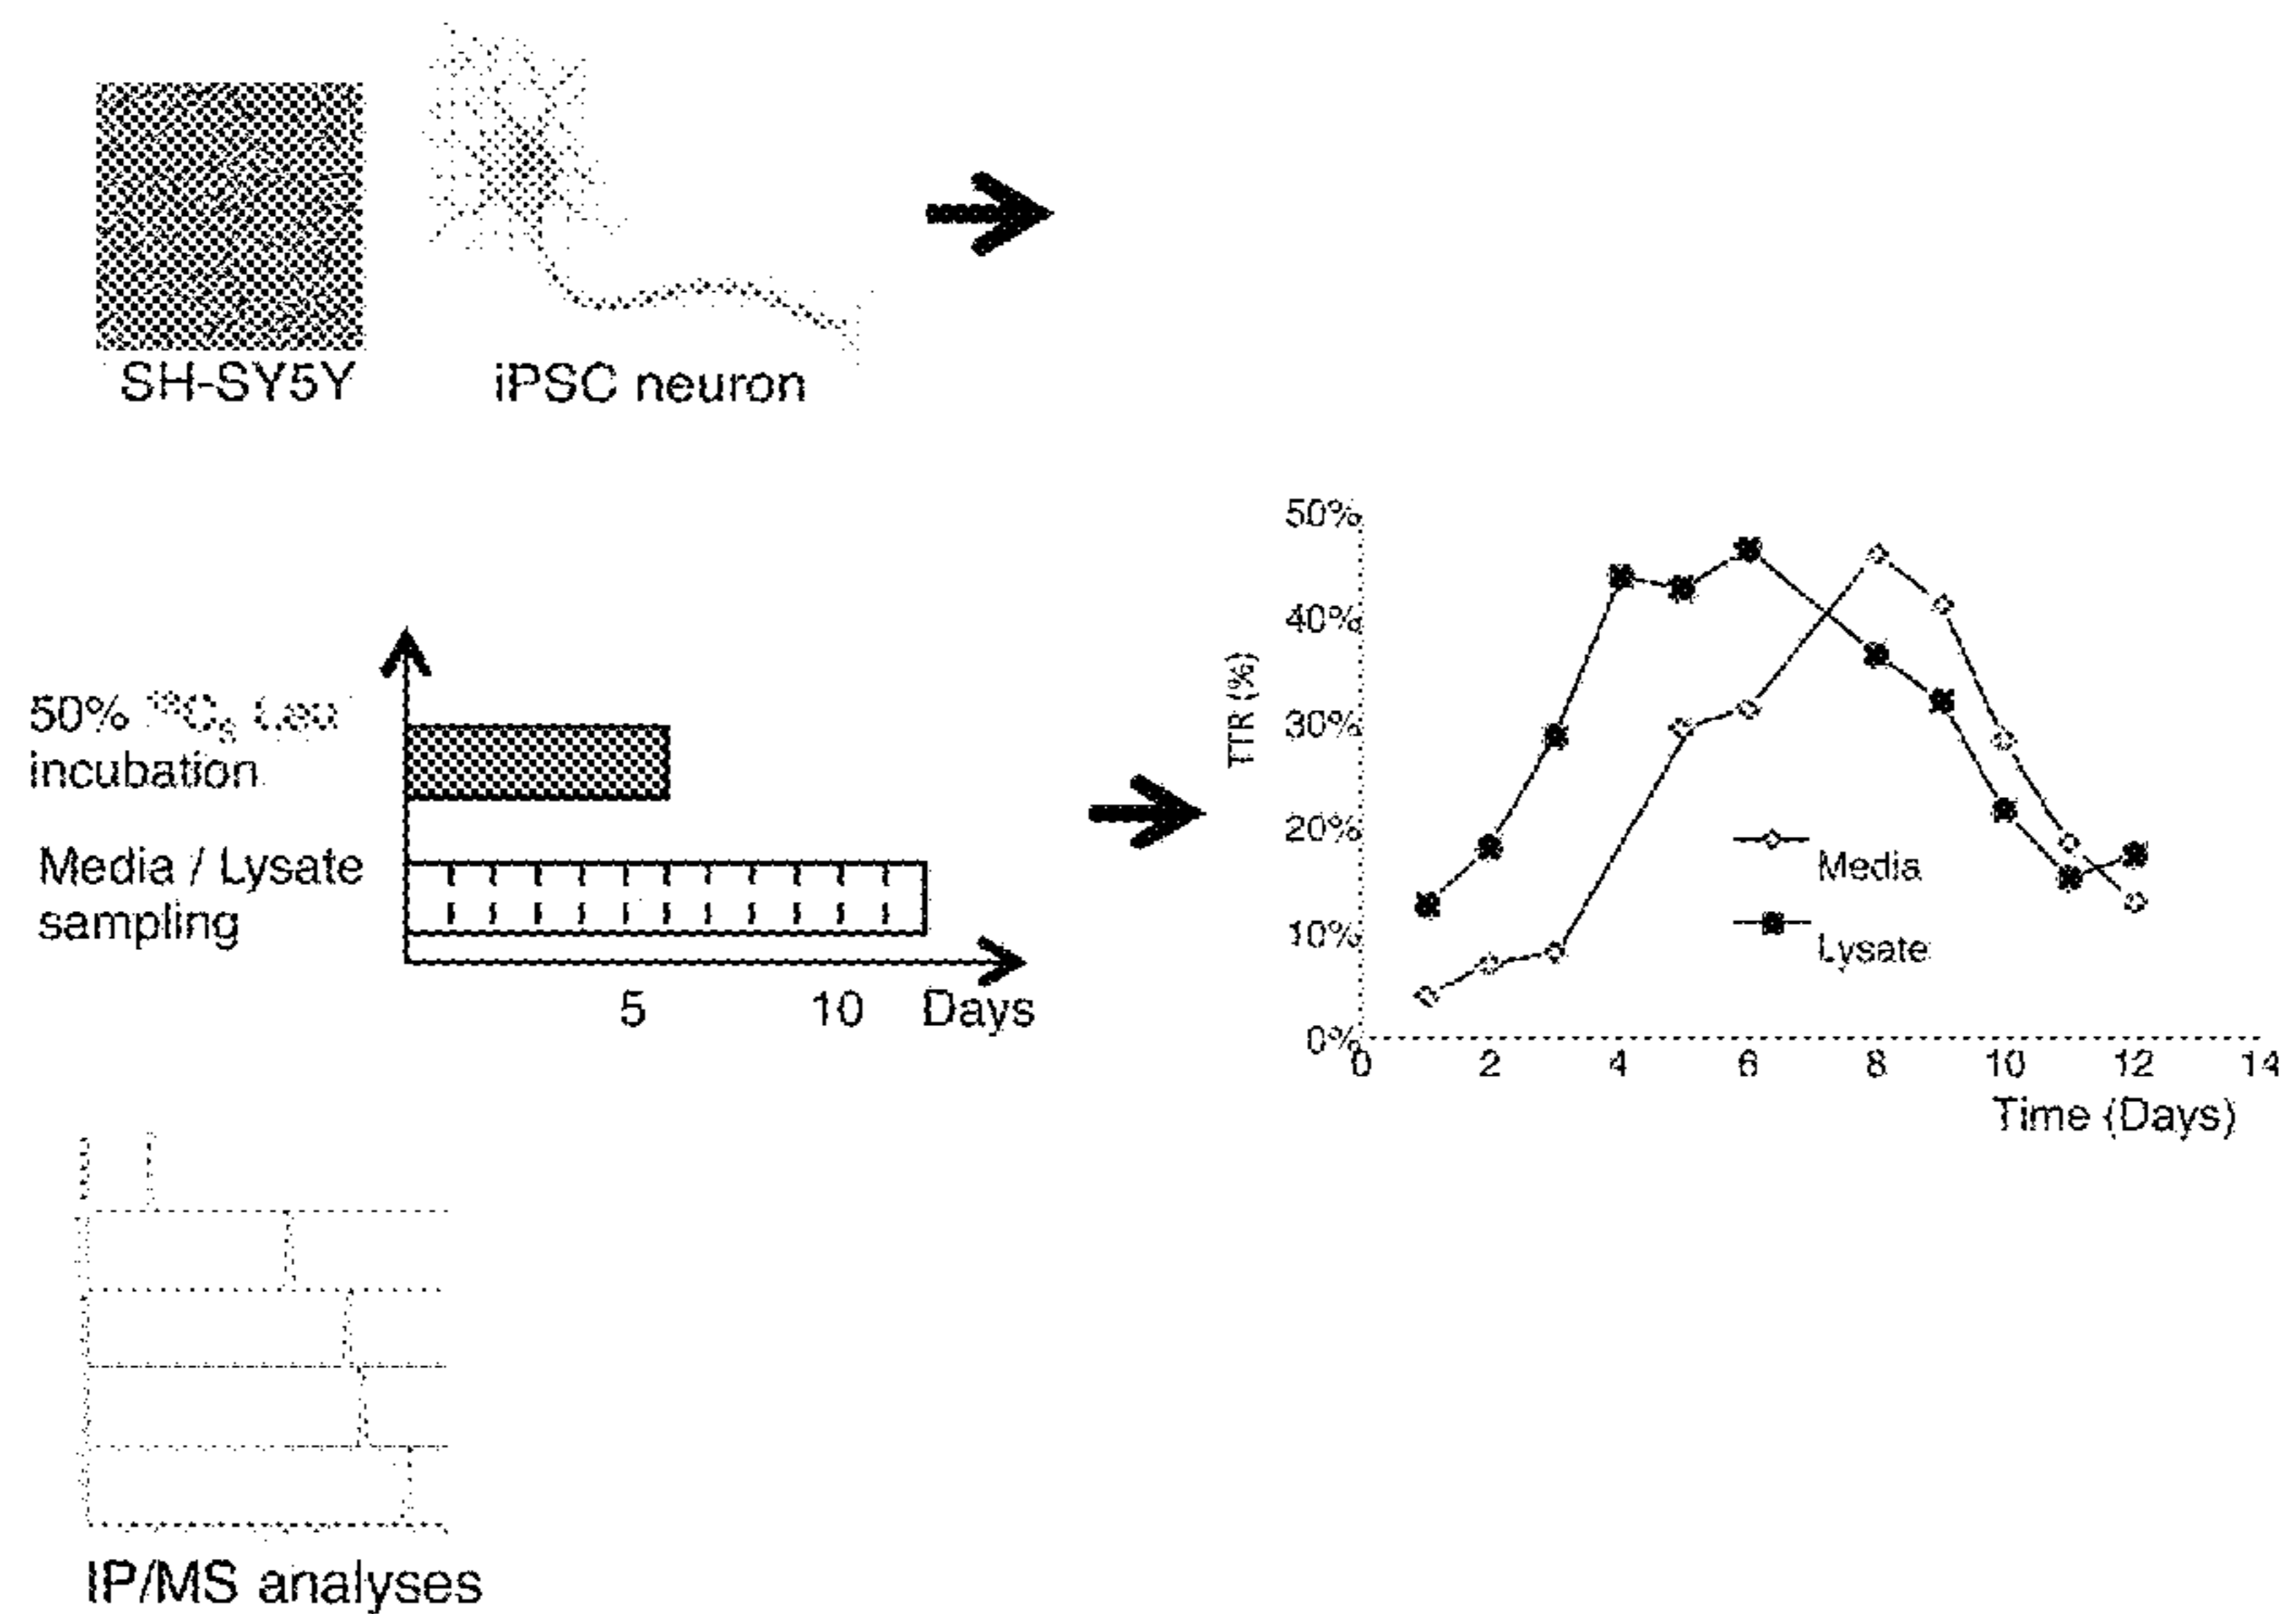 SH-SY5Y
iPSC neuron
50%
incubation
Media / Lysate
sampling
5
10
Days
50%
40%
30%
20%
10%
0%
TTR (%)
Media
Lysate
0
2
4
6
8
10
12
14
Time (Days)
IP/MS analyses